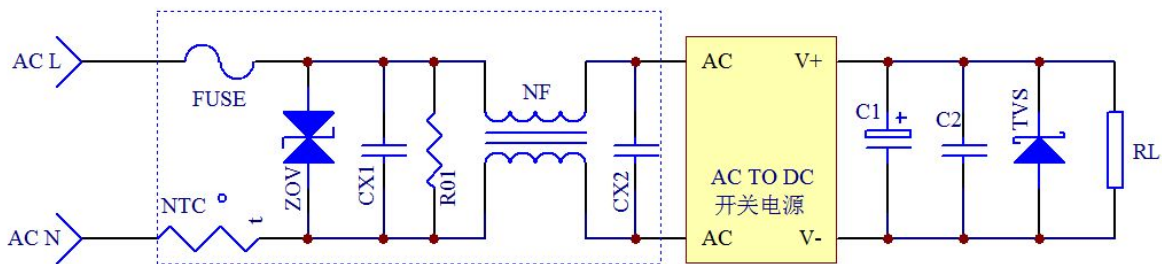 AC L
FUSE
NF
AC
V+
C1
+
C2
TVS
RL
ZOV
CX1
R01
CX2
AC TO DC
开关电源
NTC
t
AC N
AC
V-